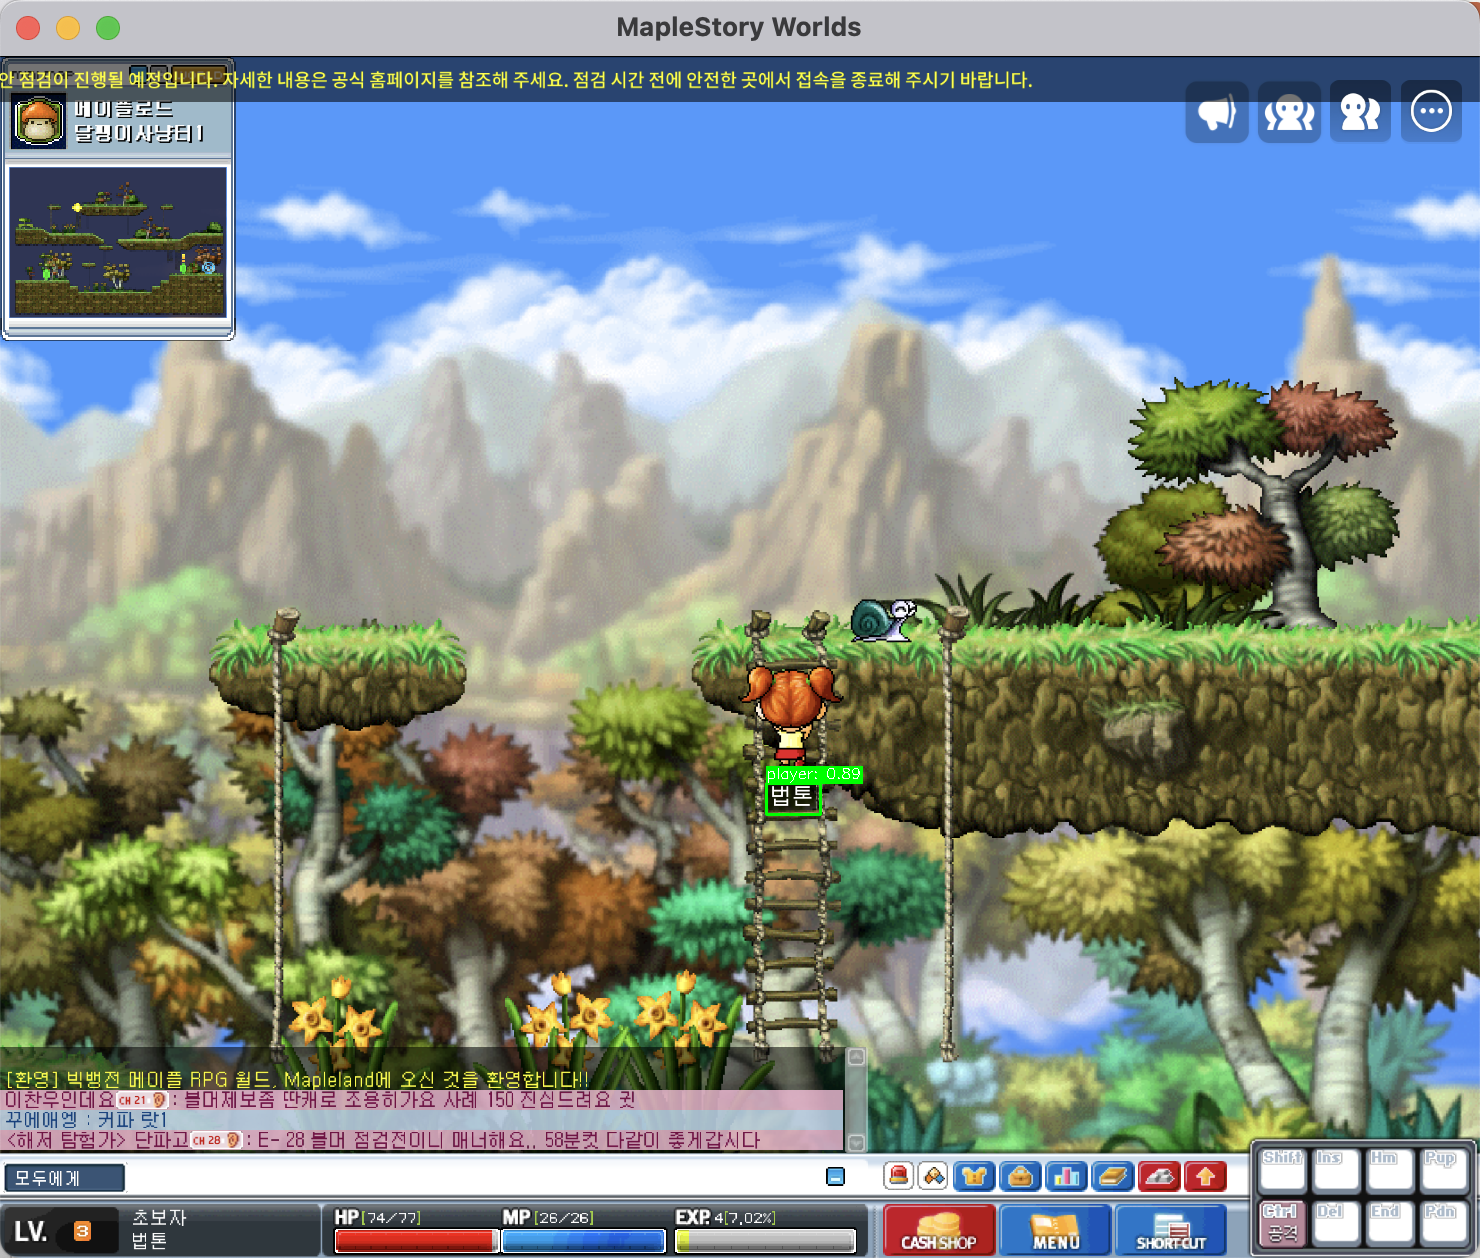 MapleStory Worlds
안 점검이 진행될 예정입니다. 자세한 내용은 공식 홈페이지를 참조해 주세요. 점검 시간 전에 안전한 곳에서 접속을 종료해 주시기 바랍니다.
메이플로드
달팽이사냥터1
player: 0.89
법톤
[환영] 빅뱅전 메이플 RPG 월드, Mapleland에 오신 것을 환영합니다!!
이찬우인데요 CH 21 : 불머제보좀 딴캐로 조용히가요 사례 150 진심드려요 귓
꾸에에엥 : 커파 랏1
<해저 탐험가> 단파고 CH 28 : E- 28 불머 점검전이니 매너해요.. 58분컷 다같이 좋게갑시다
모두에게
Shift Ins Hm Pup
Ctrl Del End Pdn
공격
LV. 3
초보자
법톤
HP[74/77] MP[26/26] EXP. 4[7.02%]
CASH SHOP MENU SHORT CUT